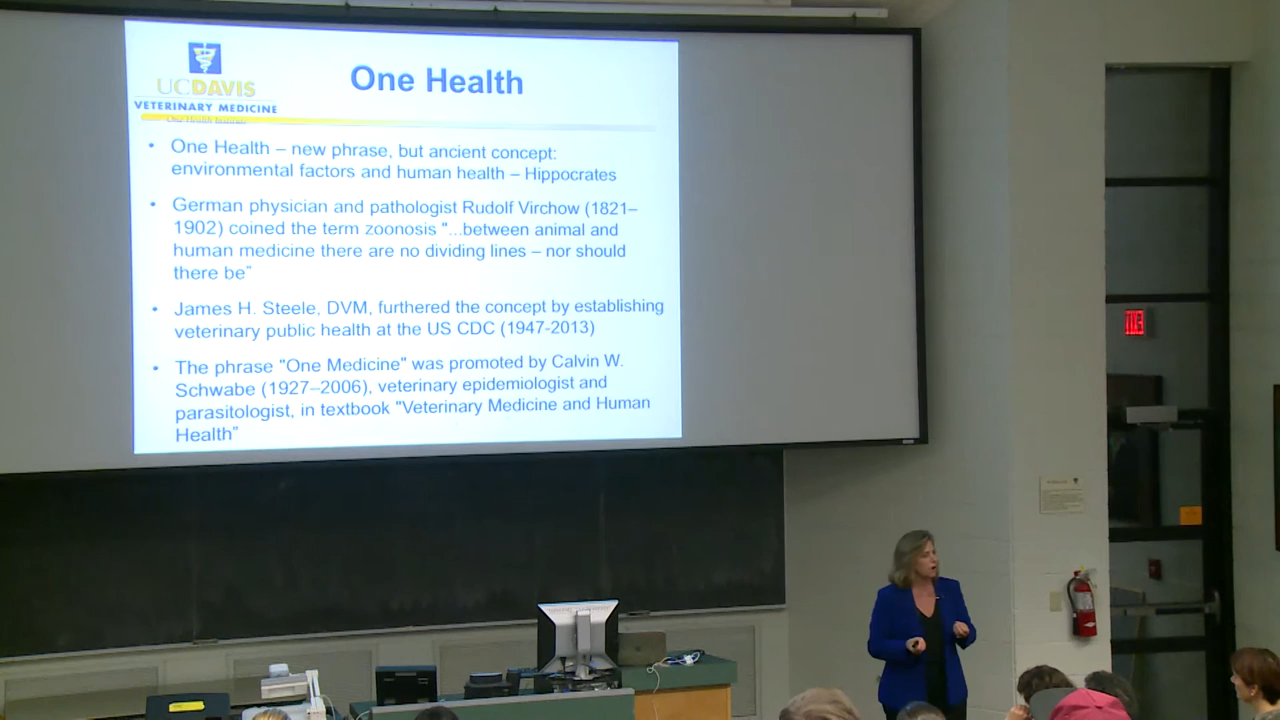 UCDAVIS
VETERINARY MEDICINE
One Health Institute
One Health
• One Health – new phrase, but ancient concept:
environmental factors and human health – Hippocrates
• German physician and pathologist Rudolf Virchow (1821–
1902) coined the term zoonosis "...between animal and
human medicine there are no dividing lines – nor should
there be"
• James H. Steele, DVM, furthered the concept by establishing
veterinary public health at the US CDC (1947-2013)
• The phrase "One Medicine" was promoted by Calvin W.
Schwabe (1927–2006), veterinary epidemiologist and
parasitologist, in textbook "Veterinary Medicine and Human
Health"